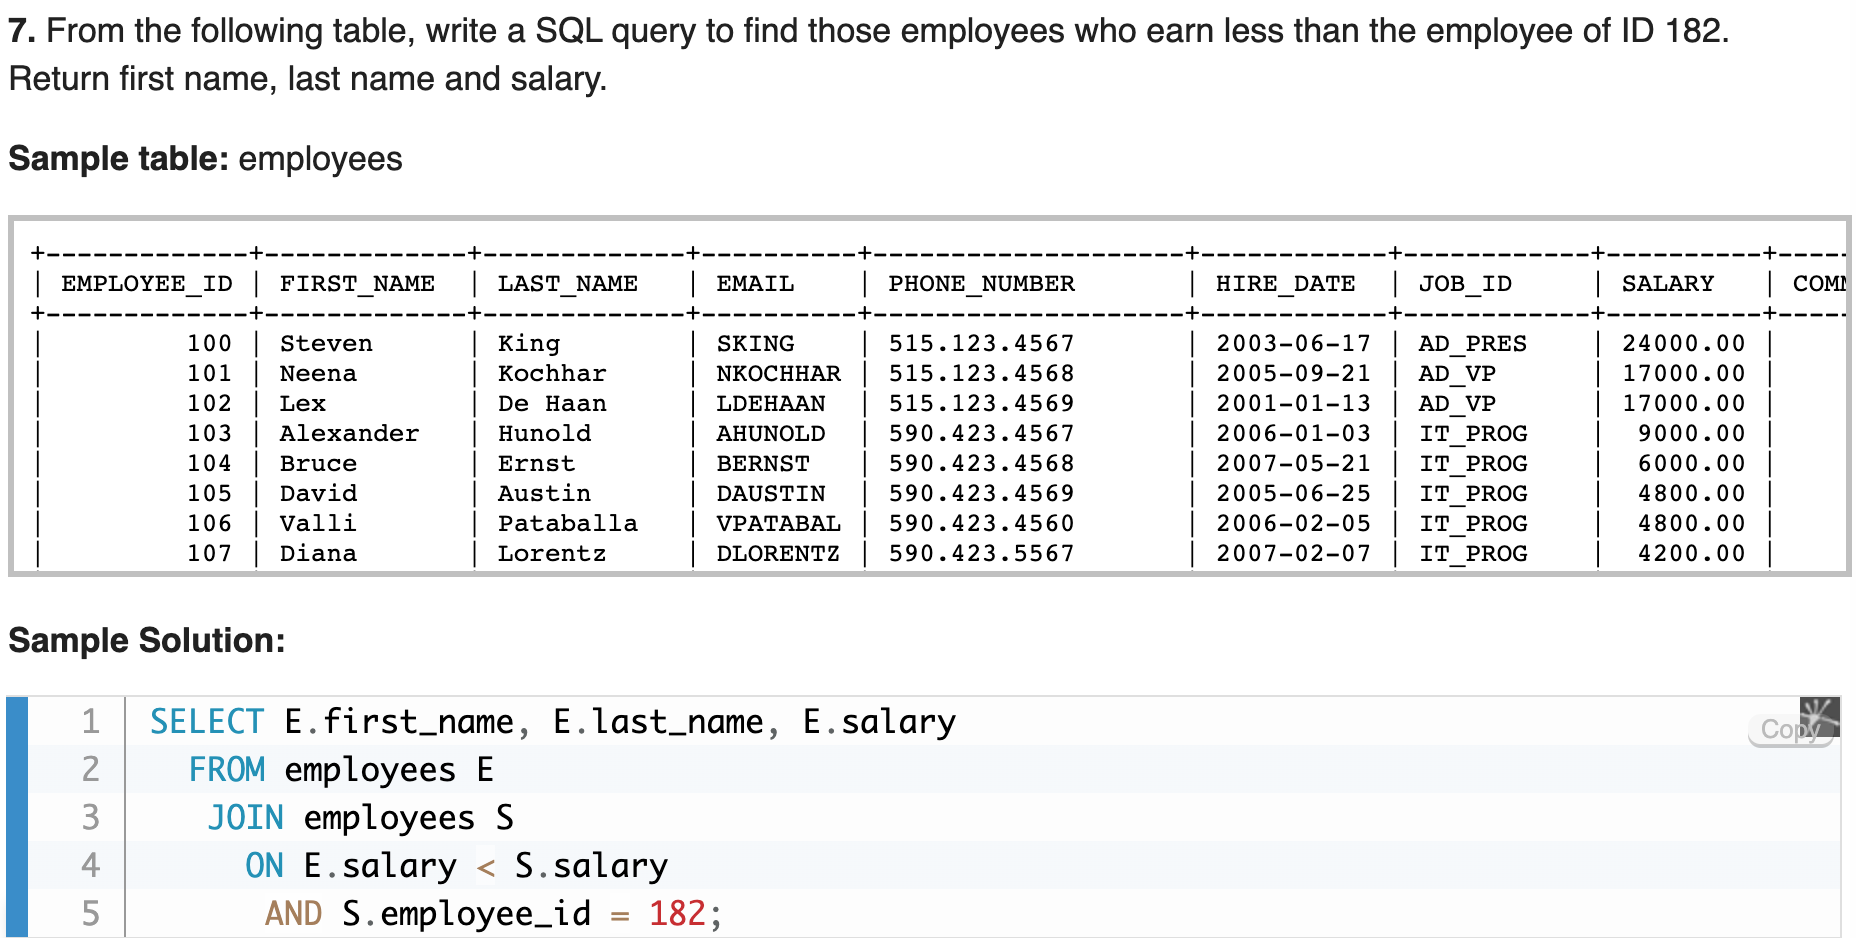 7. From the following table, write a SQL query to find those employees who earn less than the employee of ID 182.
Return first name, last name and salary.
Sample table: employees
+-------------+-------------+-------------+----------+--------------------+------------+------------+----------+-----
| EMPLOYEE_ID | FIRST_NAME | LAST_NAME | EMAIL | PHONE_NUMBER | HIRE_DATE | JOB_ID | SALARY | COMM
+-------------+-------------+-------------+----------+--------------------+------------+------------+----------+-----
| 100 | Steven | King | SKING | 515.123.4567 | 2003-06-17 | AD_PRES | 24000.00 |
| 101 | Neena | Kochhar | NKOCHHAR | 515.123.4568 | 2005-09-21 | AD_VP | 17000.00 |
| 102 | Lex | De Haan | LDEHAAN | 515.123.4569 | 2001-01-13 | AD_VP | 17000.00 |
| 103 | Alexander | Hunold | AHUNOLD | 590.423.4567 | 2006-01-03 | IT_PROG | 9000.00 |
| 104 | Bruce | Ernst | BERNST | 590.423.4568 | 2007-05-21 | IT_PROG | 6000.00 |
| 105 | David | Austin | DAUSTIN | 590.423.4569 | 2005-06-25 | IT_PROG | 4800.00 |
| 106 | Valli | Pataballa | VPATABAL | 590.423.4560 | 2006-02-05 | IT_PROG | 4800.00 |
| 107 | Diana | Lorentz | DLORENTZ | 590.423.5567 | 2007-02-07 | IT_PROG | 4200.00 |
Sample Solution:
1 SELECT E.first_name, E.last_name, E.salary
Copy
2 FROM employees E
3 JOIN employees S
4 ON E.salary < S.salary
5 AND S.employee_id = 182;